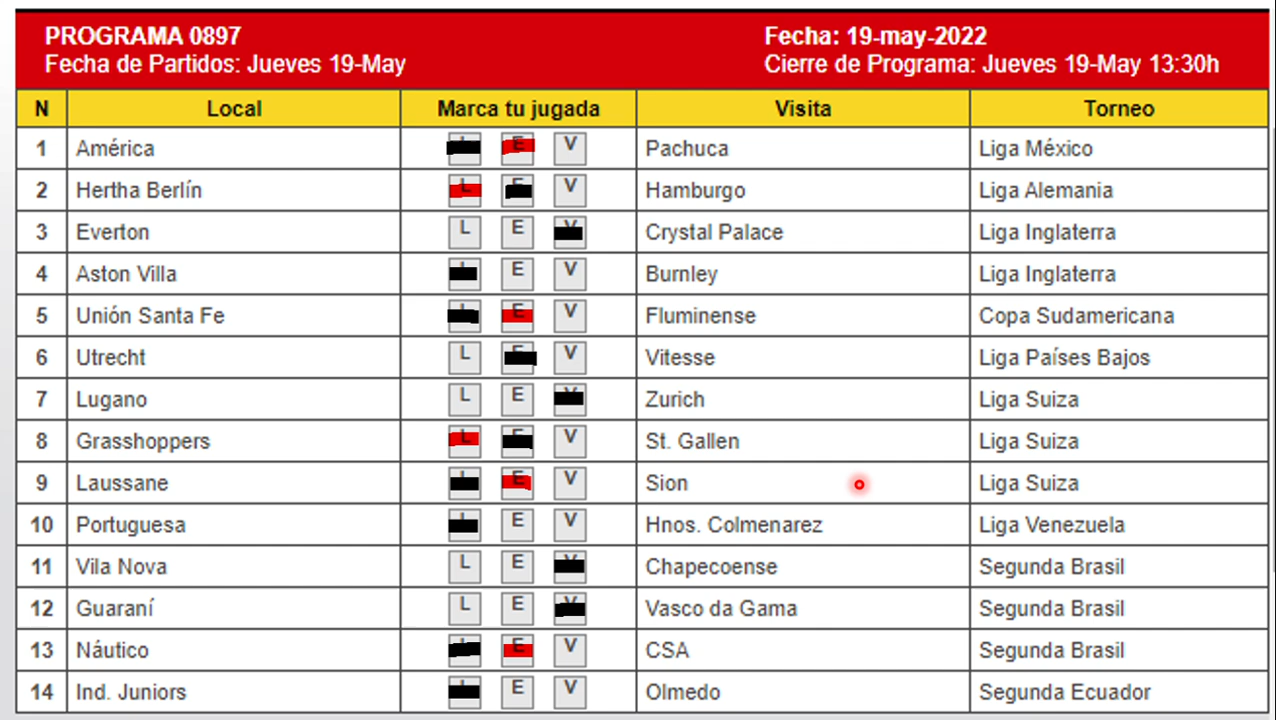 PROGRAMA 0897 Fecha: 19-may-2022
Fecha de Partidos: Jueves 19-May Cierre de Programa: Jueves 19-May 13:30h
N Local Marca tu jugada Visita Torneo
1 América E V Pachuca Liga México
2 Hertha Berlín L V Hamburgo Liga Alemania
3 Everton L E Crystal Palace Liga Inglaterra
4 Aston Villa E V Burnley Liga Inglaterra
5 Unión Santa Fe E V Fluminense Copa Sudamericana
6 Utrecht L V Vitesse Liga Países Bajos
7 Lugano L E Zurich Liga Suiza
8 Grasshoppers L V St. Gallen Liga Suiza
9 Laussane E V Sion Liga Suiza
10 Portuguesa E V Hnos. Colmenarez Liga Venezuela
11 Vila Nova L E Chapecoense Segunda Brasil
12 Guaraní L E Vasco da Gama Segunda Brasil
13 Náutico E V CSA Segunda Brasil
14 Ind. Juniors E V Olmedo Segunda Ecuador